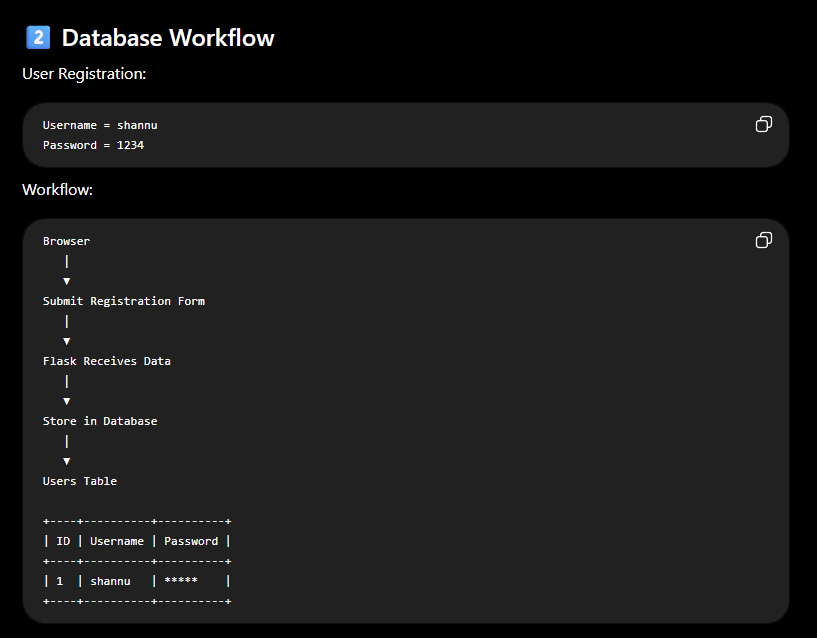 2 Database Workflow
User Registration:
Username = shannu
Password = 1234
Workflow:
Browser
   |
   ▼
Submit Registration Form
   |
   ▼
Flask Receives Data
   |
   ▼
Store in Database
   |
   ▼
Users Table
+----+----------+----------+
| ID | Username | Password |
+----+----------+----------+
| 1  | shannu   | *****    |
+----+----------+----------+